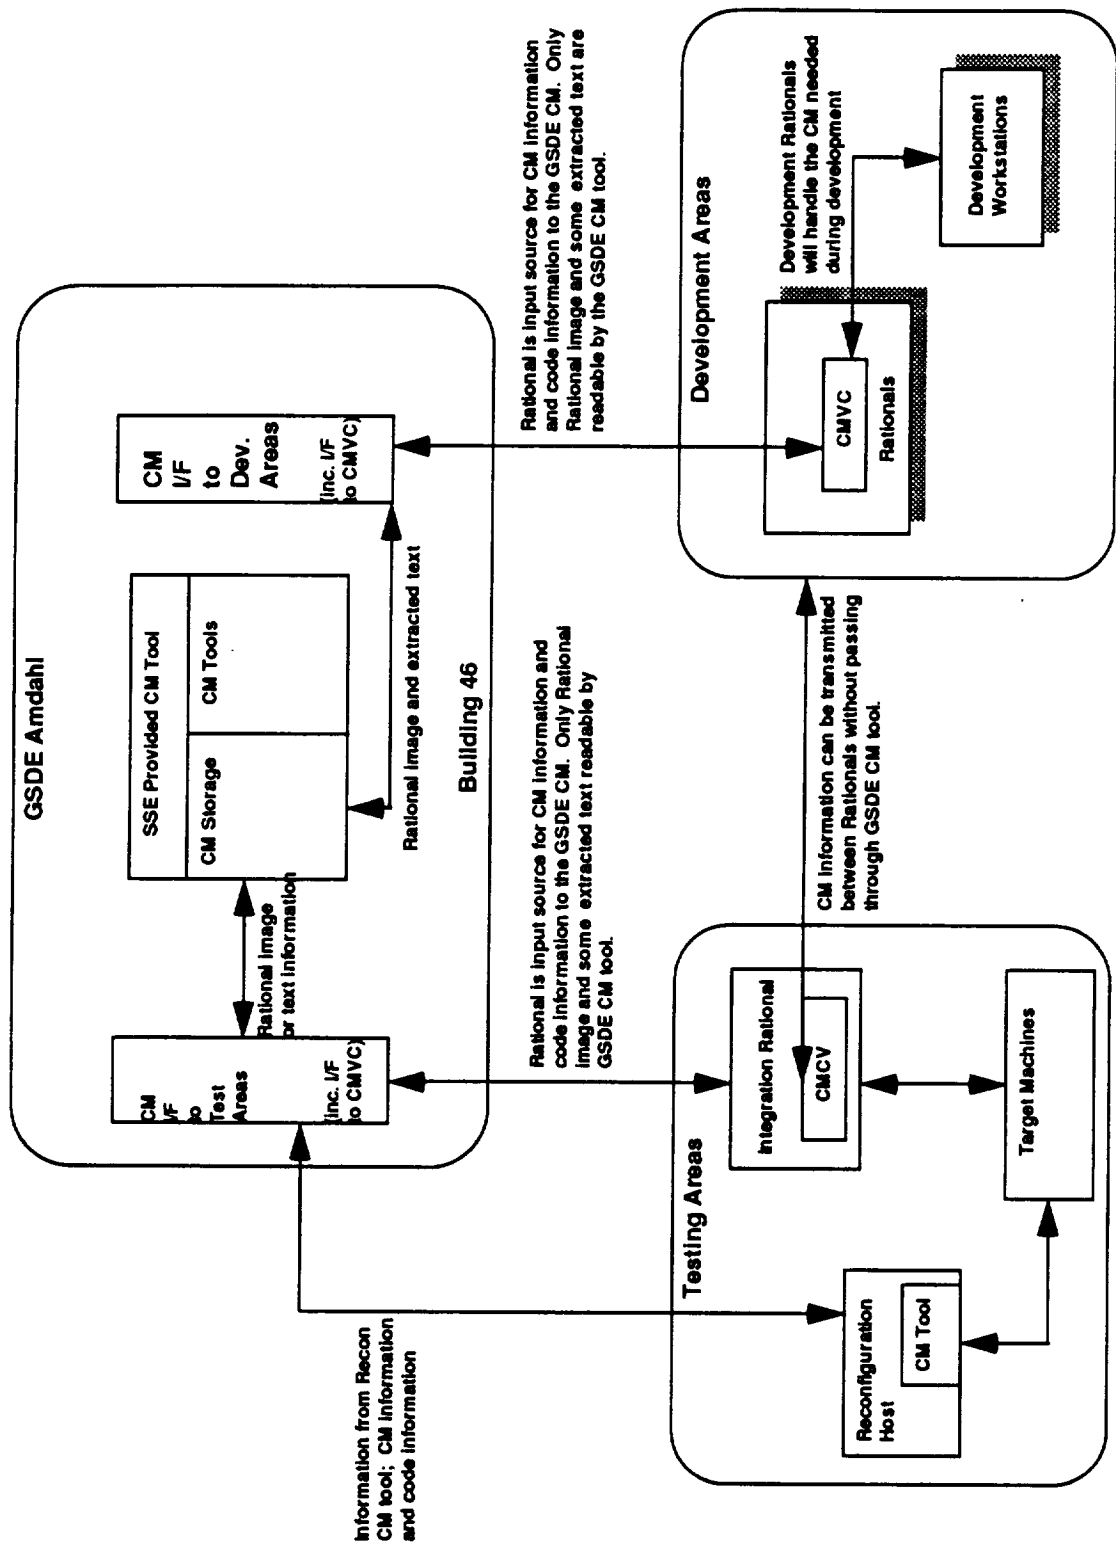 GSDE Amdahl
SSE Provided CM Tool
CM Storage
CM Tools
CM
I/F
to
Test
Areas
(inc. I/F
to CMVC)
Rational image
or text information
CM
I/F
to
Dev.
Areas
(inc. I/F
to CMVC)
Rational image and extracted text
Building 46
Information from Recon
CM tool; CM information
and code information
Rational is input source for CM information and
code information to the GSDE CM. Only Rational
image and some extracted text readable by
GSDE CM tool.
Rational is input source for CM information
and code information to the GSDE CM. Only
Rational image and some extracted text are
readable by the GSDE CM tool.
Testing Areas
Reconfiguration
Host
CM Tool
Integration Rational
CMCV
Target Machines
CM information can be transmitted
between Rationals without passing
through GSDE CM tool.
Development Areas
CMVC
Rationals
Development Rationals
will handle the CM needed
during development
Development
Workstations